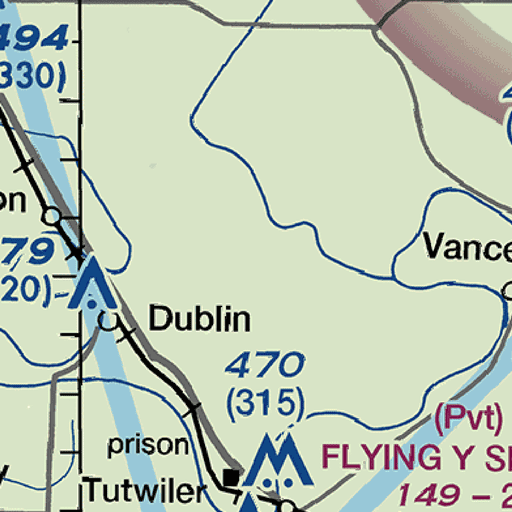 494
(330)
on
Vance
79
20)
Dublin
470
(315)
(Pvt)
prison
FLYING Y S
Tutwiler
149 - 2
y